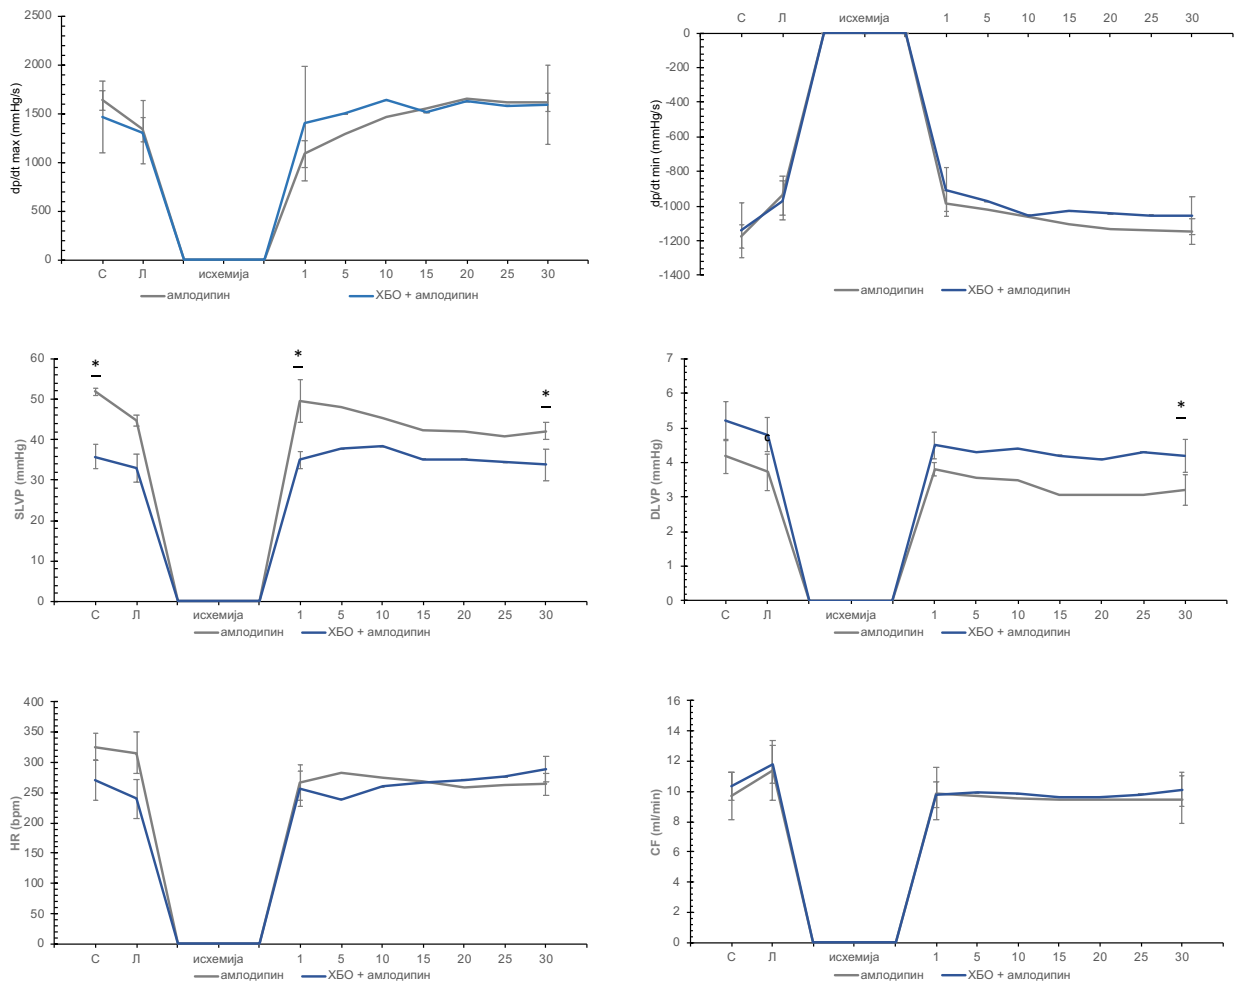 2500
2000
1500
1000
500
0
dp/dt max (mmHg/s)
С Л исхемија 1 5 10 15 20 25 30
амлодипин ХБО + амлодипин
С Л исхемија 1 5 10 15 20 25 30
0
-200
-400
-600
-800
-1000
-1200
-1400
dp/dt min (mmHg/s)
амлодипин ХБО + амлодипин
60
50
40
30
20
10
0
SLVP (mmHg)
* * *
С Л исхемија 1 5 10 15 20 25 30
амлодипин ХБО + амлодипин
7
6
5
4
3
2
1
0
DLVP (mmHg)
c
*
С Л исхемија 1 5 10 15 20 25 30
амлодипин ХБО + амлодипин
400
350
300
250
200
150
100
50
0
HR (bpm)
С Л исхемија 1 5 10 15 20 25 30
амлодипин ХБО + амлодипин
16
14
12
10
8
6
4
2
0
CF (ml/min)
С Л исхемија 1 5 10 15 20 25 30
амлодипин ХБО + амлодипин